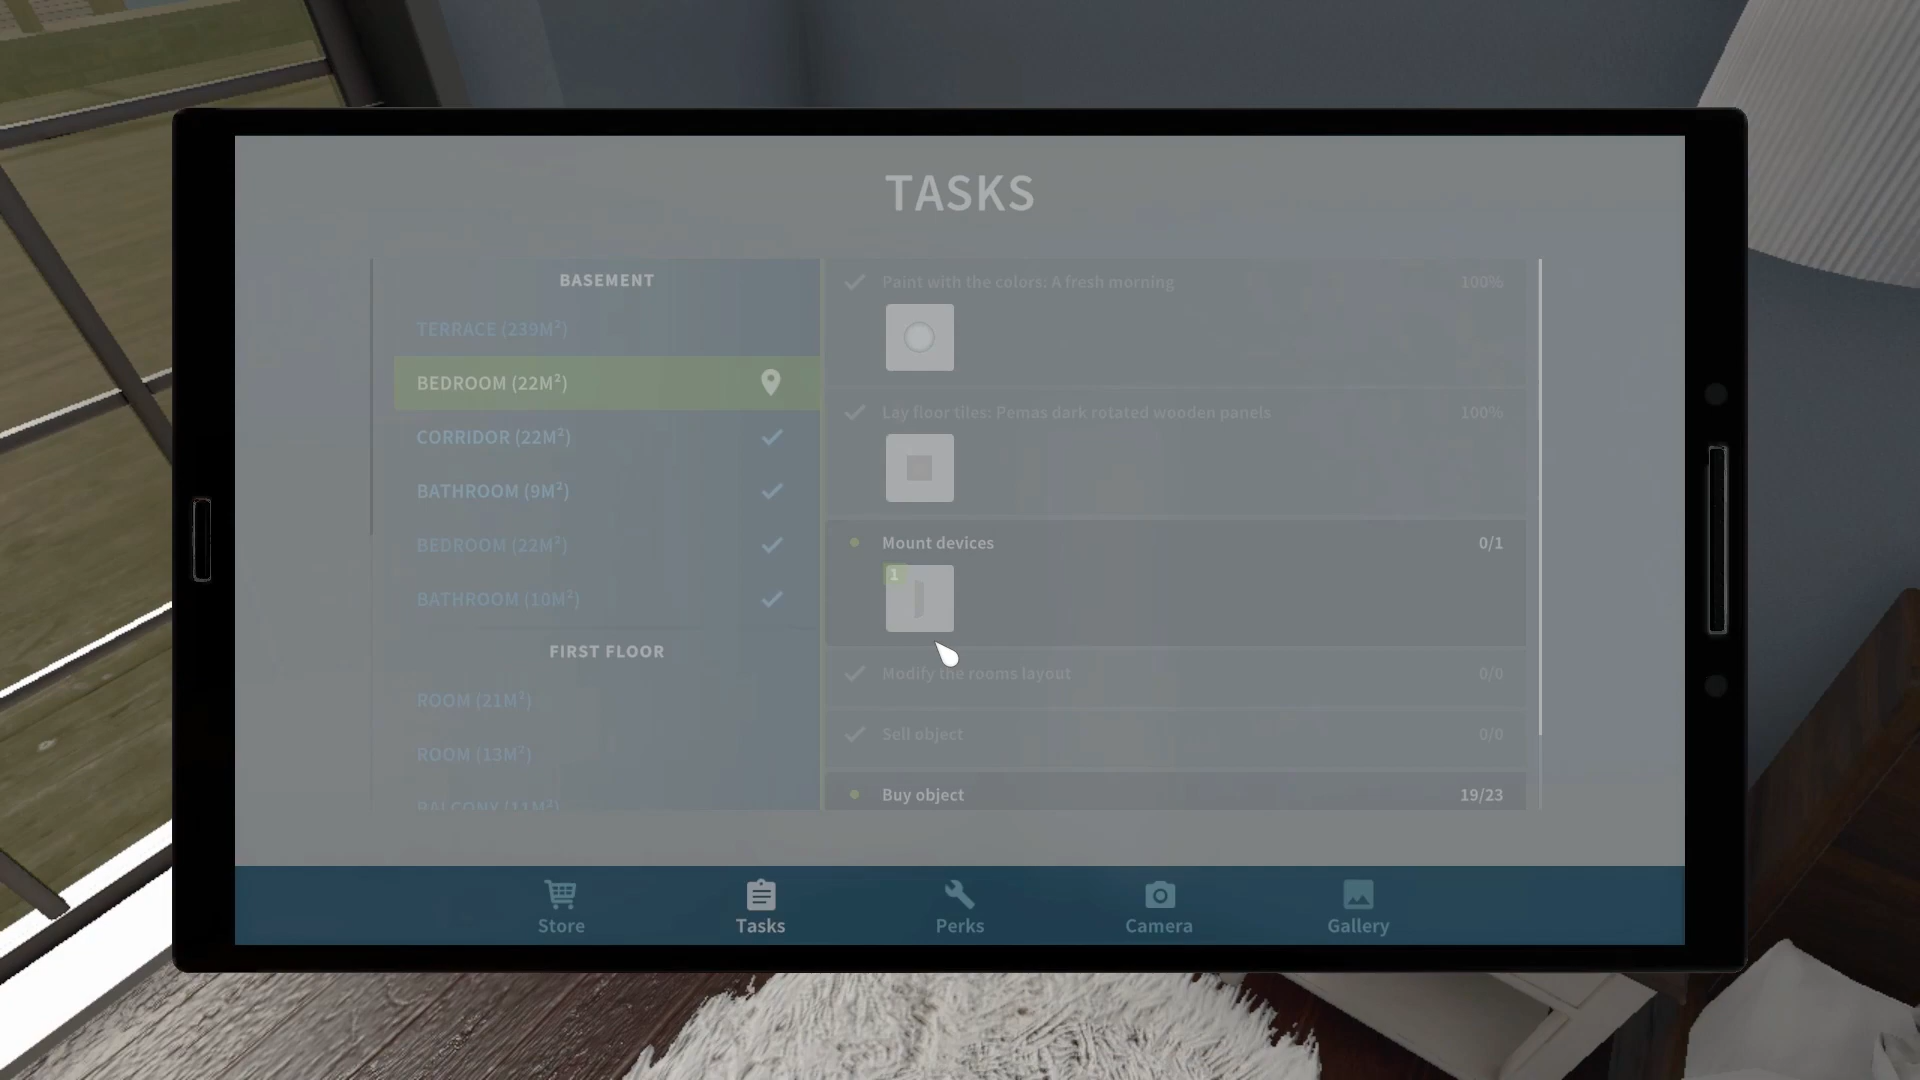 TASKS
BASEMENT
TERRACE (239M²)
BEDROOM (22M²)
CORRIDOR (22M²)
BATHROOM (9M²)
BEDROOM (22M²)
BATHROOM (10M²)
FIRST FLOOR
ROOM (21M²)
ROOM (13M²)
BALCONY (11M²)
Paint with the colors: A fresh morning 100%
Lay floor tiles: Pemas dark rotated wooden panels 100%
Mount devices 0/1
1
Modify the rooms layout 0/0
Sell object 0/0
Buy object 19/23
Store Tasks Perks Camera Gallery